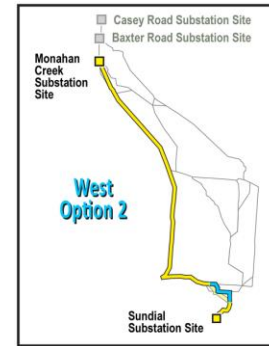 Casey Road Substation Site
Baxter Road Substation Site
Monahan
Creek
Substation
Site
West
Option 2
Sundial
Substation Site